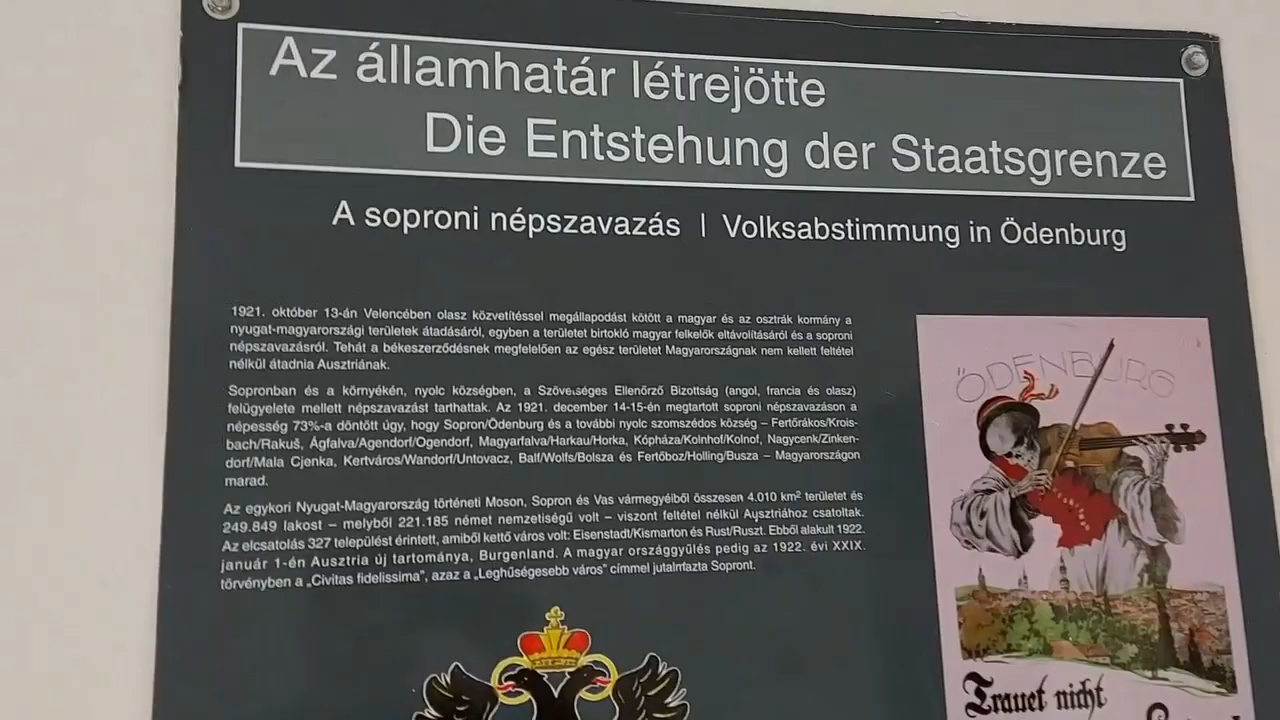 Az államhatár létrejötte
Die Entstehung der Staatsgrenze
A soproni népszavazás | Volksabstimmung in Ödenburg
1921. október 13-án Velencében olasz közvetítéssel megállapodást kötött a magyar és az osztrák kormány a
nyugat-magyarországi területek átadásáról, egyben a területet birtokló magyar felkelők eltávolításáról és a soproni
népszavazásról. Tehát a békeszerződésnek megfelelően az egész területet Magyarországnak nem kellett feltétel
nélkül átadnia Ausztriának.
Sopronban és a környékén, nyolc községben, a Szövetséges Ellenőrző Bizottság (angol, francia és olasz)
felügyelete mellett népszavazást tarthattak. Az 1921. december 14-15-én megtartott soproni népszavazáson a
népesség 73%-a döntött úgy, hogy Sopron/Ödenburg és a további nyolc szomszédos község – Fertőrákos/Krois-
bach/Rakuš, Ágfalva/Agendorf/Ogendorf, Magyarfalva/Harkau/Horka, Kópháza/Kolnhof/Kolnof, Nagycenk/Zinken-
dorf/Mala Cjenka, Kertváros/Wandorf/Untovacz, Balf/Wolfs/Bolsza és Fertőboz/Holling/Busza – Magyarországon
marad.
Az egykori Nyugat-Magyarország történeti Moson, Sopron és Vas vármegyéiből összesen 4.010 km² területet és
249.849 lakost – melyből 221.185 német nemzetiségű volt – viszont feltétel nélkül Ausztriához csatoltak.
Az elcsatolás 327 települést érintett, amiből kettő város volt: Eisenstadt/Kismarton és Rust/Ruszt. Ebből alakult 1922.
január 1-én Ausztria új tartománya, Burgenland. A magyar országgyűlés pedig az 1922. évi XXIX.
törvényben a „Civitas fidelissima”, azaz a „Leghűségesebb város” címmel jutalmfazta Sopront.
ÖDENBURG
Trauet nicht